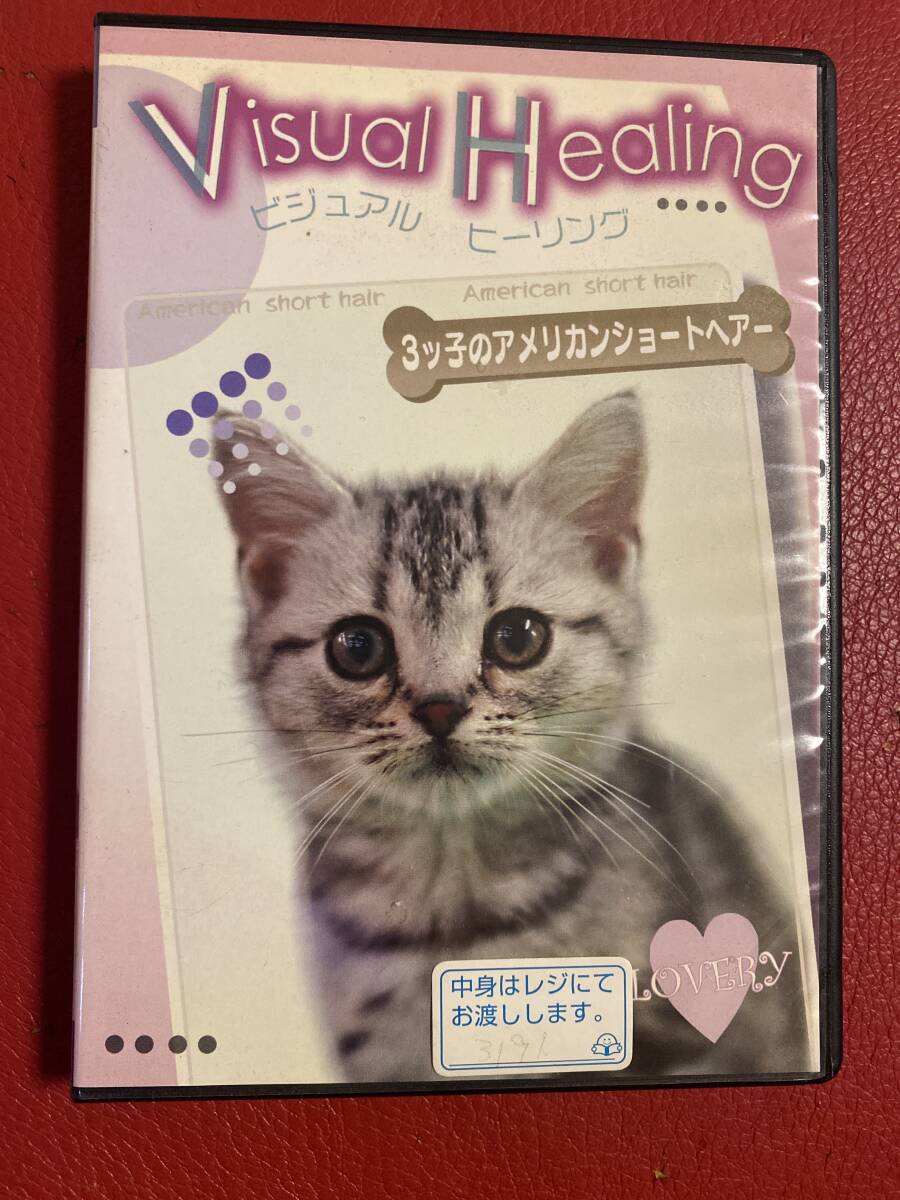 Visual Healing
ビジュアル ヒーリング
American short hair
American short hair
3ッ子のアメリカンショートヘアー
LOVERY
中身はレジにて
お渡しします。